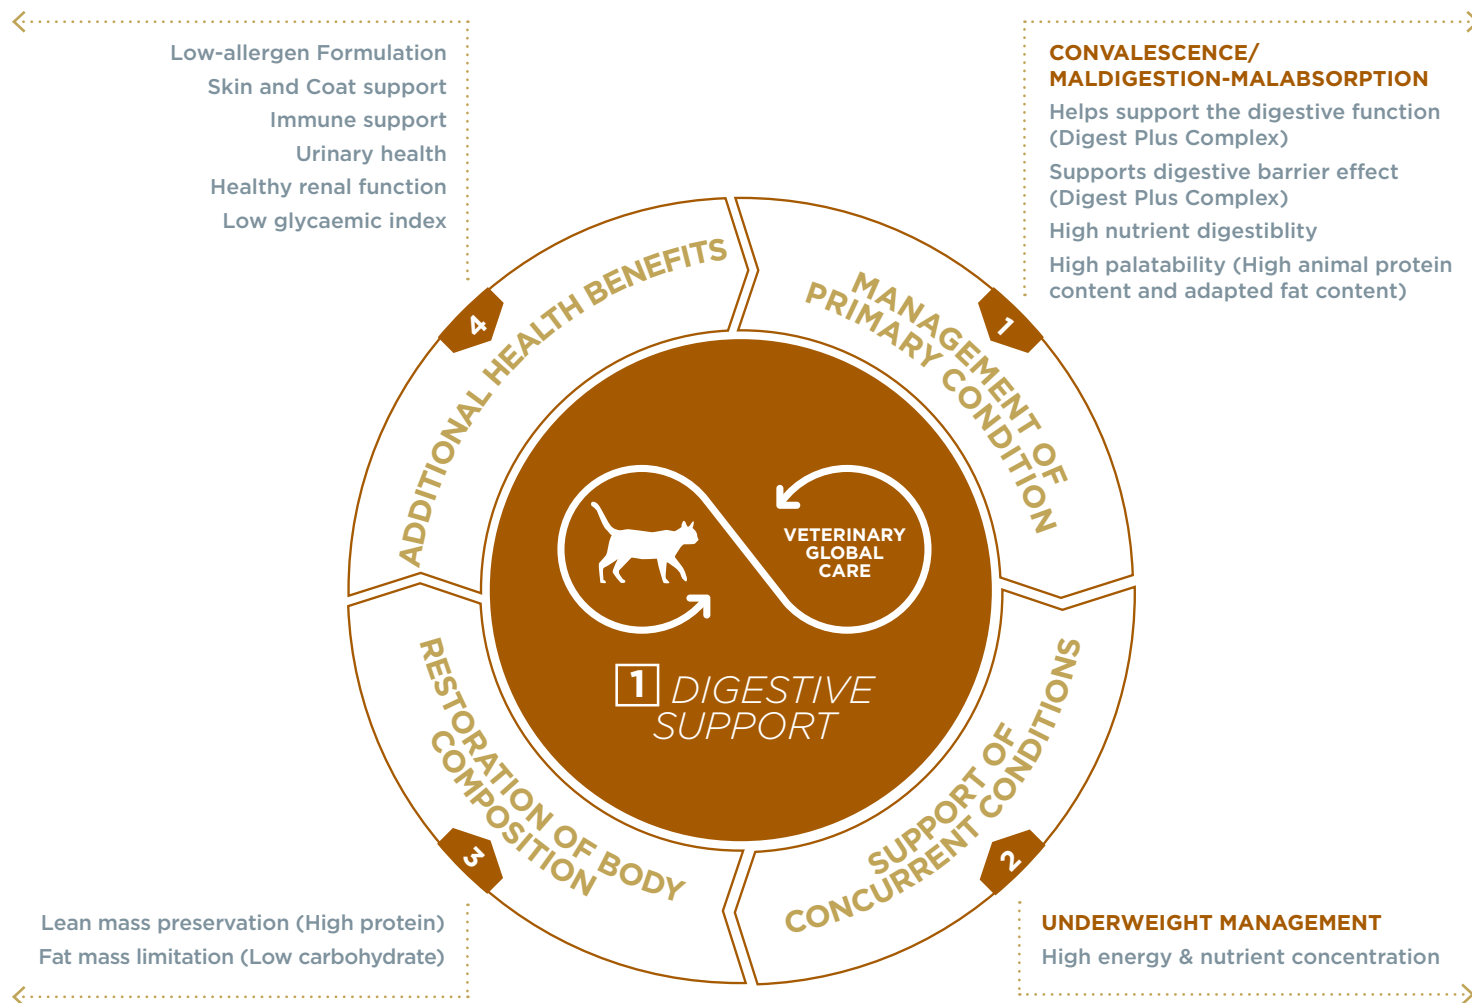 Low-allergen Formulation
Skin and Coat support
Immune support
Urinary health
Healthy renal function
Low glycaemic index
CONVALESCENCE/
MALDIGESTION-MALABSORPTION
Helps support the digestive function
(Digest Plus Complex)
Supports digestive barrier effect
(Digest Plus Complex)
High nutrient digestiblity
High palatability (High animal protein
content and adapted fat content)
4
ADDITIONAL HEALTH BENEFITS
1
MANAGEMENT OF
PRIMARY CONDITION
VETERINARY
GLOBAL
CARE
1 DIGESTIVE
SUPPORT
3
RESTORATION OF BODY
COMPOSITION
2
SUPPORT OF
CONCURRENT CONDITIONS
Lean mass preservation (High protein)
Fat mass limitation (Low carbohydrate)
UNDERWEIGHT MANAGEMENT
High energy & nutrient concentration